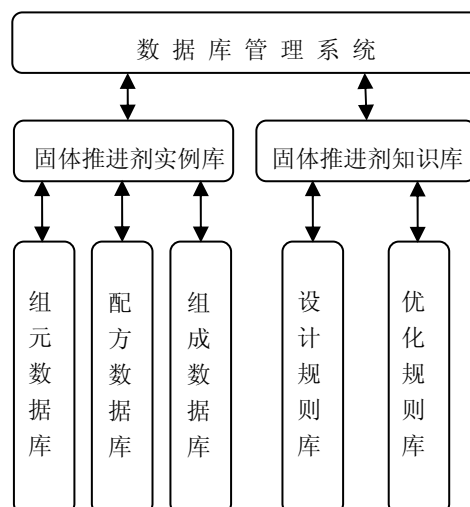 数据库管理系统
固体推进剂实例库
固体推进剂知识库
组元数据库
配方数据库
组成数据库
设计规则库
优化规则库